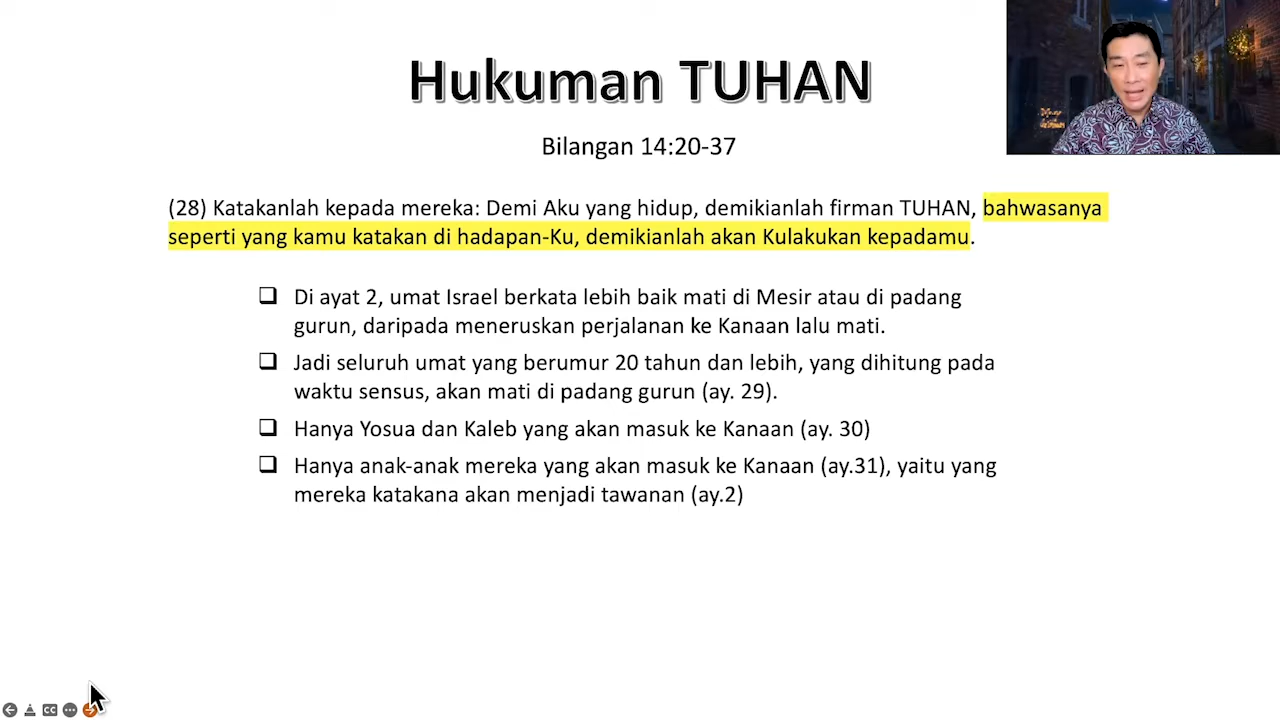 Hukuman TUHAN
Bilangan 14:20-37
(28) Katakanlah kepada mereka: Demi Aku yang hidup, demikianlah firman TUHAN, bahwasanya
seperti yang kamu katakan di hadapan-Ku, demikianlah akan Kulakukan kepadamu.
Di ayat 2, umat Israel berkata lebih baik mati di Mesir atau di padang
gurun, daripada meneruskan perjalanan ke Kanaan lalu mati.
Jadi seluruh umat yang berumur 20 tahun dan lebih, yang dihitung pada
waktu sensus, akan mati di padang gurun (ay. 29).
Hanya Yosua dan Kaleb yang akan masuk ke Kanaan (ay. 30)
Hanya anak-anak mereka yang akan masuk ke Kanaan (ay.31), yaitu yang
mereka katakana akan menjadi tawanan (ay.2)
CC